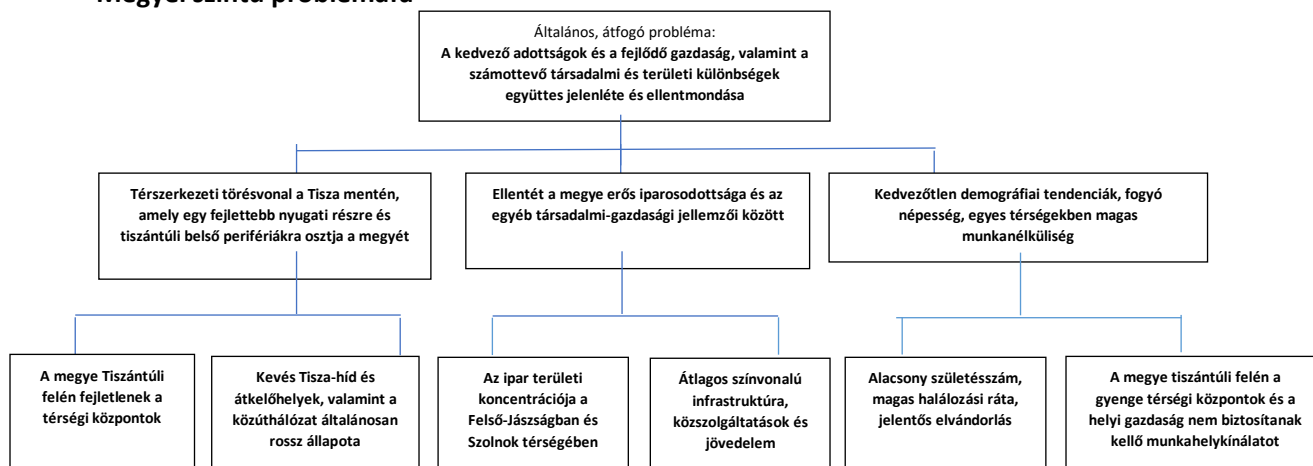 Megyei szintű problémafa
Általános, átfogó probléma:
A kedvező adottságok és a fejlődő gazdaság, valamint a
számottevő társadalmi és területi különbségek
együttes jelenléte és ellentmondása
Térszerkezeti törésvonal a Tisza mentén,
amely egy fejlettebb nyugati részre és
tiszántúli belső perifériákra osztja a megyét
Ellentét a megye erős iparosodottsága és az
egyéb társadalmi-gazdasági jellemzői között
Kedvezőtlen demográfiai tendenciák, fogyó
népesség, egyes térségekben magas
munkanélküliség
A megye Tiszántúli
felén fejletlenek a
térségi központok
Kevés Tisza-híd és
átkelőhelyek, valamint a
közúthálózat általánosan
rossz állapota
Az ipar területi
koncentrációja a
Felső-Jászságban és
Szolnok térségében
Átlagos színvonalú
infrastruktúra,
közszolgáltatások és
jövedelem
Alacsony születésszám,
magas halálozási ráta,
jelentős elvándorlás
A megye tiszántúli felén a
gyenge térségi központok és a
helyi gazdaság nem biztosítanak
kellő munkahelykínálatot